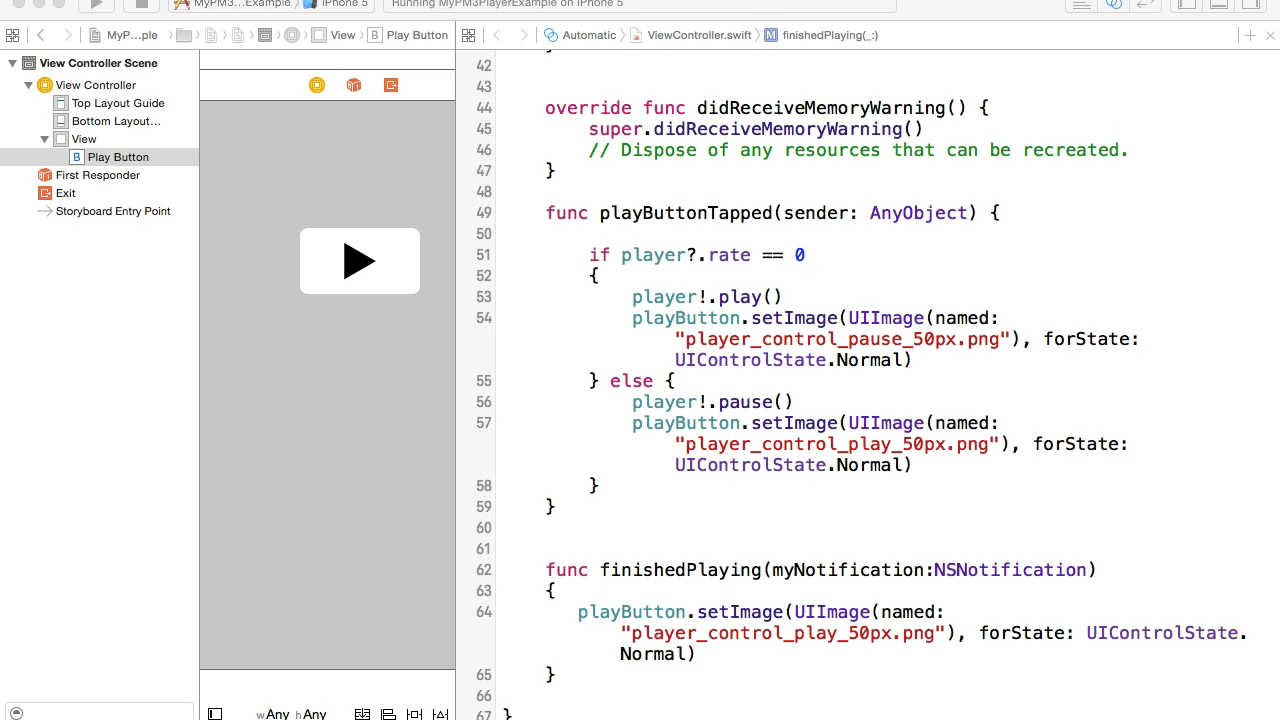 MyPM3...Example 〉 iPhone 5
Running MyPM3PlayerExample on iPhone 5
MyP...ple 〉 View 〉 B Play Button
Automatic 〉 ViewController.swift 〉 M finishedPlaying(_:)
View Controller Scene
View Controller
Top Layout Guide
Bottom Layout...
View
B Play Button
First Responder
Exit
Storyboard Entry Point
wAny hAny
42
43
44 override func didReceiveMemoryWarning() {
45 super.didReceiveMemoryWarning()
46 // Dispose of any resources that can be recreated.
47 }
48
49 func playButtonTapped(sender: AnyObject) {
50
51 if player?.rate == 0
52 {
53 player!.play()
54 playButton.setImage(UIImage(named:
"player_control_pause_50px.png"), forState:
UIControlState.Normal)
55 } else {
56 player!.pause()
57 playButton.setImage(UIImage(named:
"player_control_play_50px.png"), forState:
UIControlState.Normal)
58 }
59 }
60
61
62 func finishedPlaying(myNotification:NSNotification)
63 {
64 playButton.setImage(UIImage(named:
"player_control_play_50px.png"), forState: UIControlState.
Normal)
65 }
66
67 }